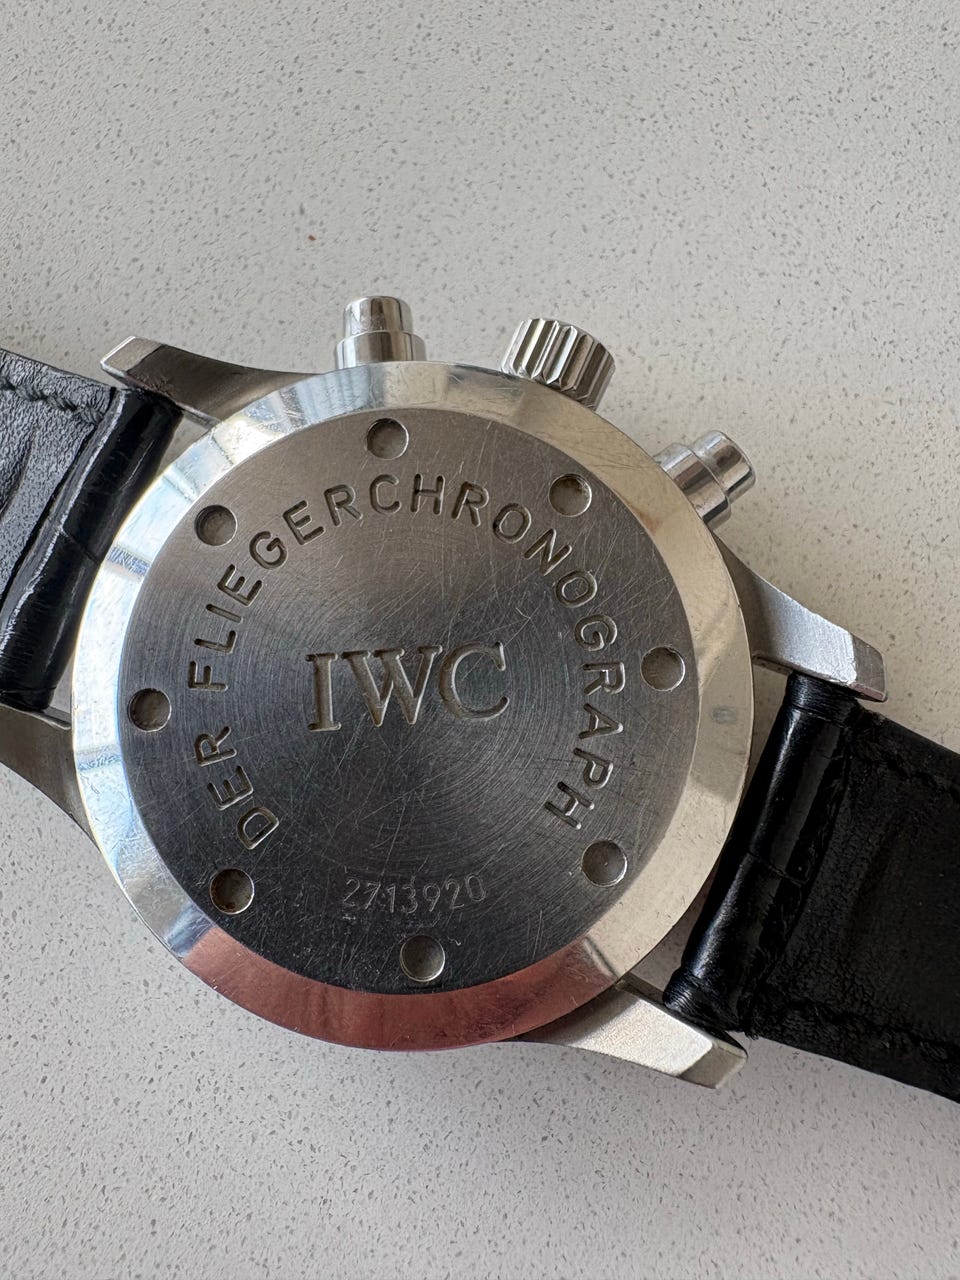 DER FLIEGERCHRONOGRAPH
IWC
2713920